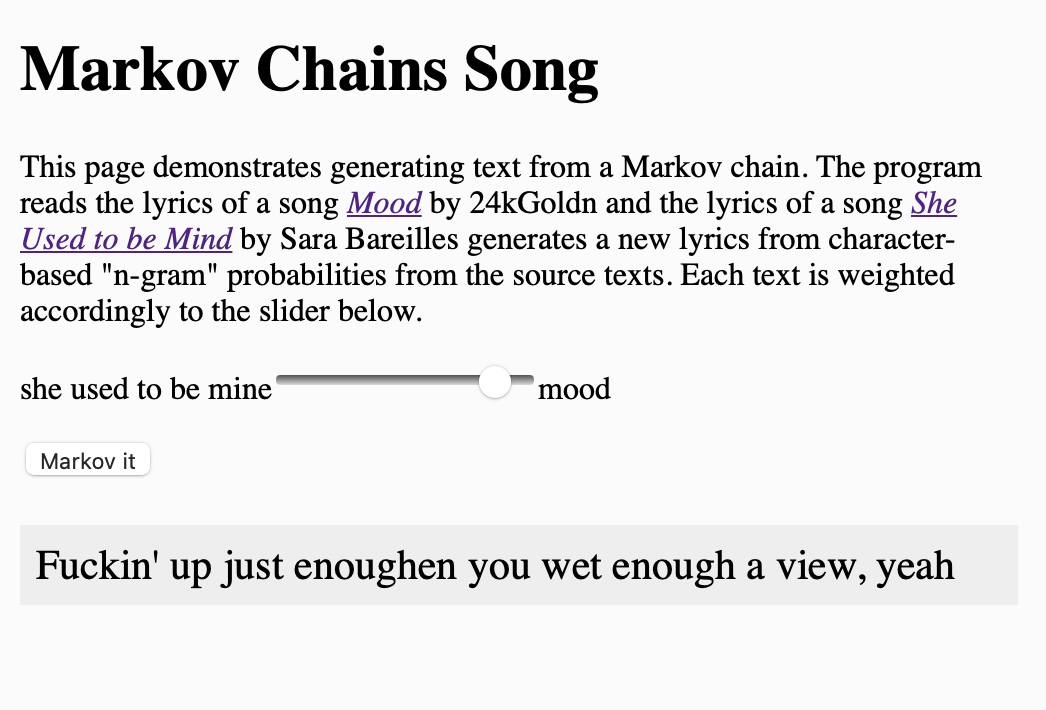 Markov Chains Song
This page demonstrates generating text from a Markov chain. The program
reads the lyrics of a song Mood by 24kGoldn and the lyrics of a song She
Used to be Mind by Sara Bareilles generates a new lyrics from character-
based "n-gram" probabilities from the source texts. Each text is weighted
accordingly to the slider below.
she used to be mine mood
Markov it
Fuckin' up just enoughen you wet enough a view, yeah